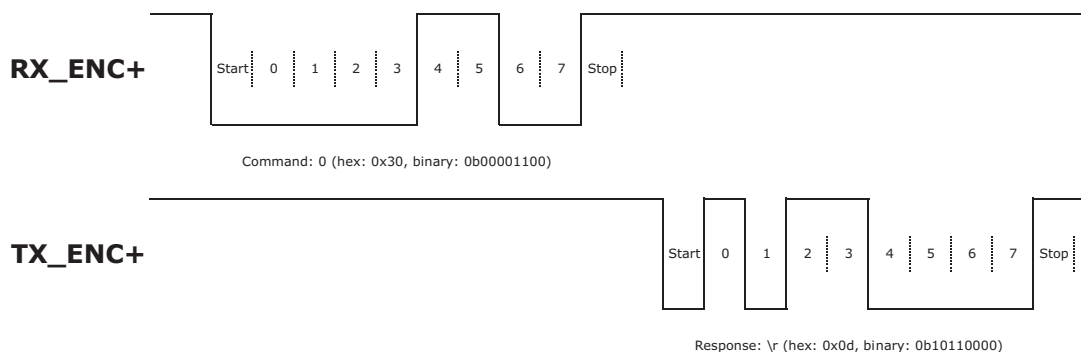 RX_ENC+
Start 0 1 2 3 4 5 6 7 Stop
Command: 0 (hex: 0x30, binary: 0b00001100)
TX_ENC+
Start 0 1 2 3 4 5 6 7 Stop
Response: \r (hex: 0x0d, binary: 0b10110000)